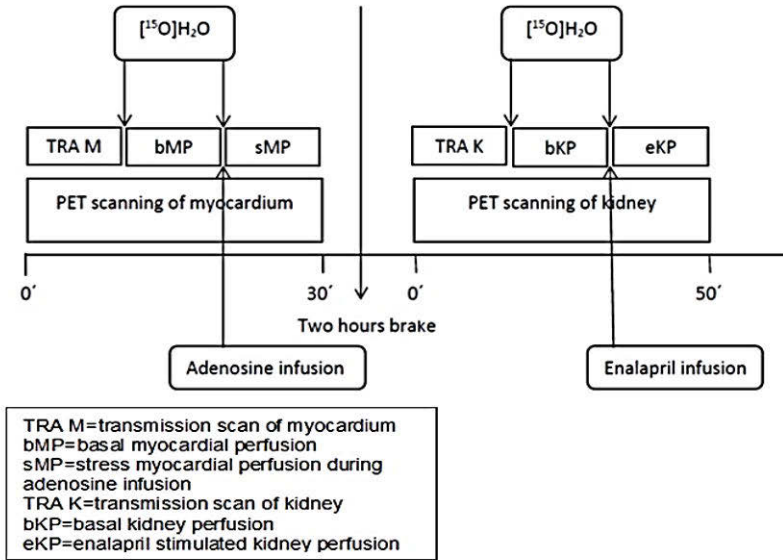 [¹⁵O]H₂O [¹⁵O]H₂O
TRA M bMP sMP TRA K bKP eKP
PET scanning of myocardium PET scanning of kidney
0´ 30´ 0´ 50´
Two hours brake
Adenosine infusion Enalapril infusion
TRA M=transmission scan of myocardium
bMP=basal myocardial perfusion
sMP=stress myocardial perfusion during
adenosine infusion
TRA K=transmission scan of kidney
bKP=basal kidney perfusion
eKP=enalapril stimulated kidney perfusion